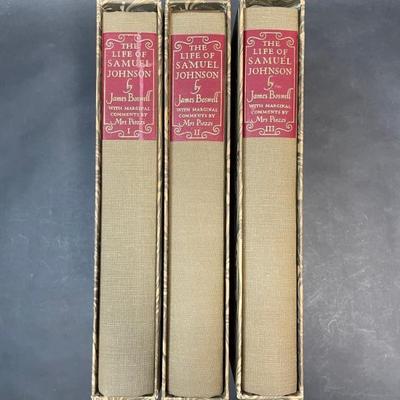 THE
LIFE OF
SAMUEL
JOHNSON
by
James Boswell
WITH MARGINAL
COMMENTS BY
Mrs Piozzi
I
THE
LIFE OF
SAMUEL
JOHNSON
by
James Boswell
WITH MARGINAL
COMMENTS BY
Mrs Piozzi
II
THE
LIFE OF
SAMUEL
JOHNSON
by
James Boswell
WITH MARGINAL
COMMENTS BY
Mrs Piozzi
III